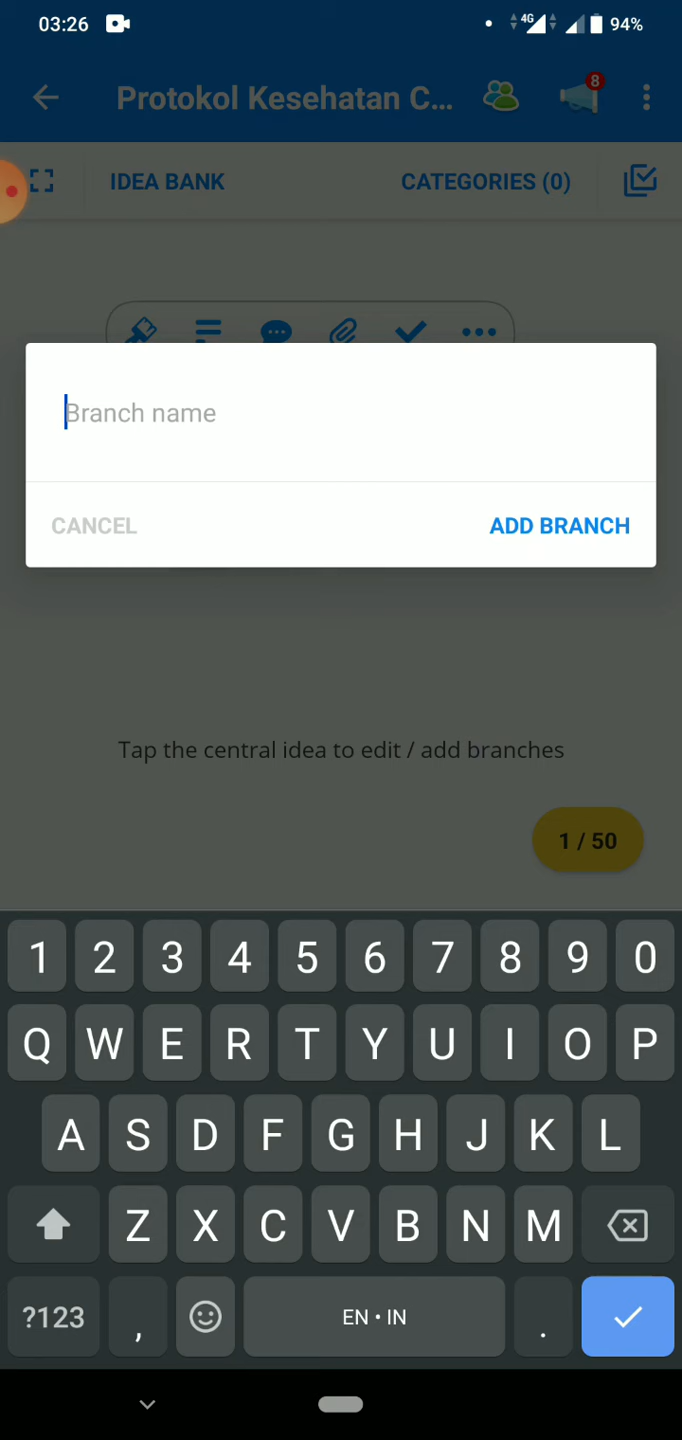 03:26
4G
94%
Protokol Kesehatan C...
8
IDEA BANK
CATEGORIES (0)
Branch name
CANCEL
ADD BRANCH
Tap the central idea to edit / add branches
1 / 50
1 2 3 4 5 6 7 8 9 0
Q W E R T Y U I O P
A S D F G H J K L
Z X C V B N M
?123 , EN • IN .